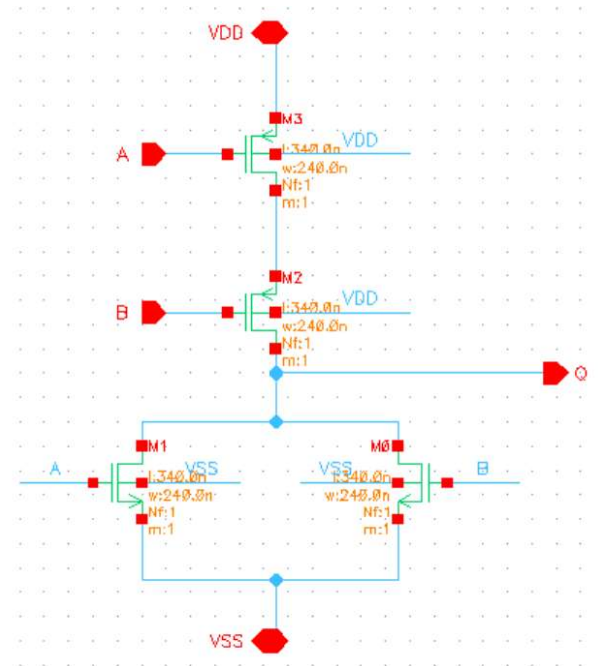 VDD
M3
VDD
A
l:340.0n
w:240.0n
Nf:1
m:1
M2
VDD
B
l:340.0n
w:240.0n
Nf:1
m:1
Q
M1
M0
A
VSS
VSS
B
l:340.0n
l:340.0n
w:240.0n
w:240.0n
Nf:1
Nf:1
m:1
m:1
VSS